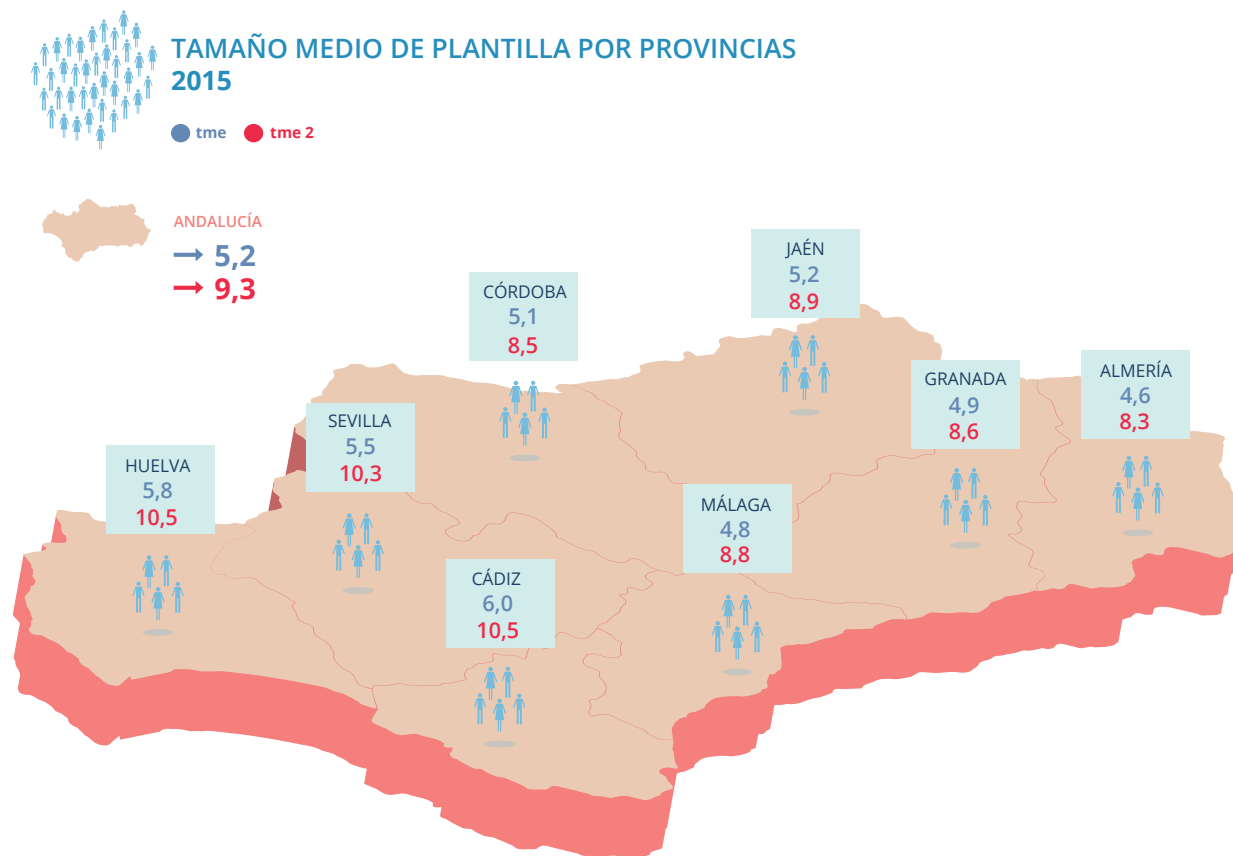 TAMAÑO MEDIO DE PLANTILLA POR PROVINCIAS
2015
tme tme 2
ANDALUCÍA
5,2
9,3
JAÉN
5,2
8,9
CÓRDOBA
5,1
8,5
GRANADA
4,9
8,6
ALMERÍA
4,6
8,3
SEVILLA
5,5
10,3
HUELVA
5,8
10,5
MÁLAGA
4,8
8,8
CÁDIZ
6,0
10,5